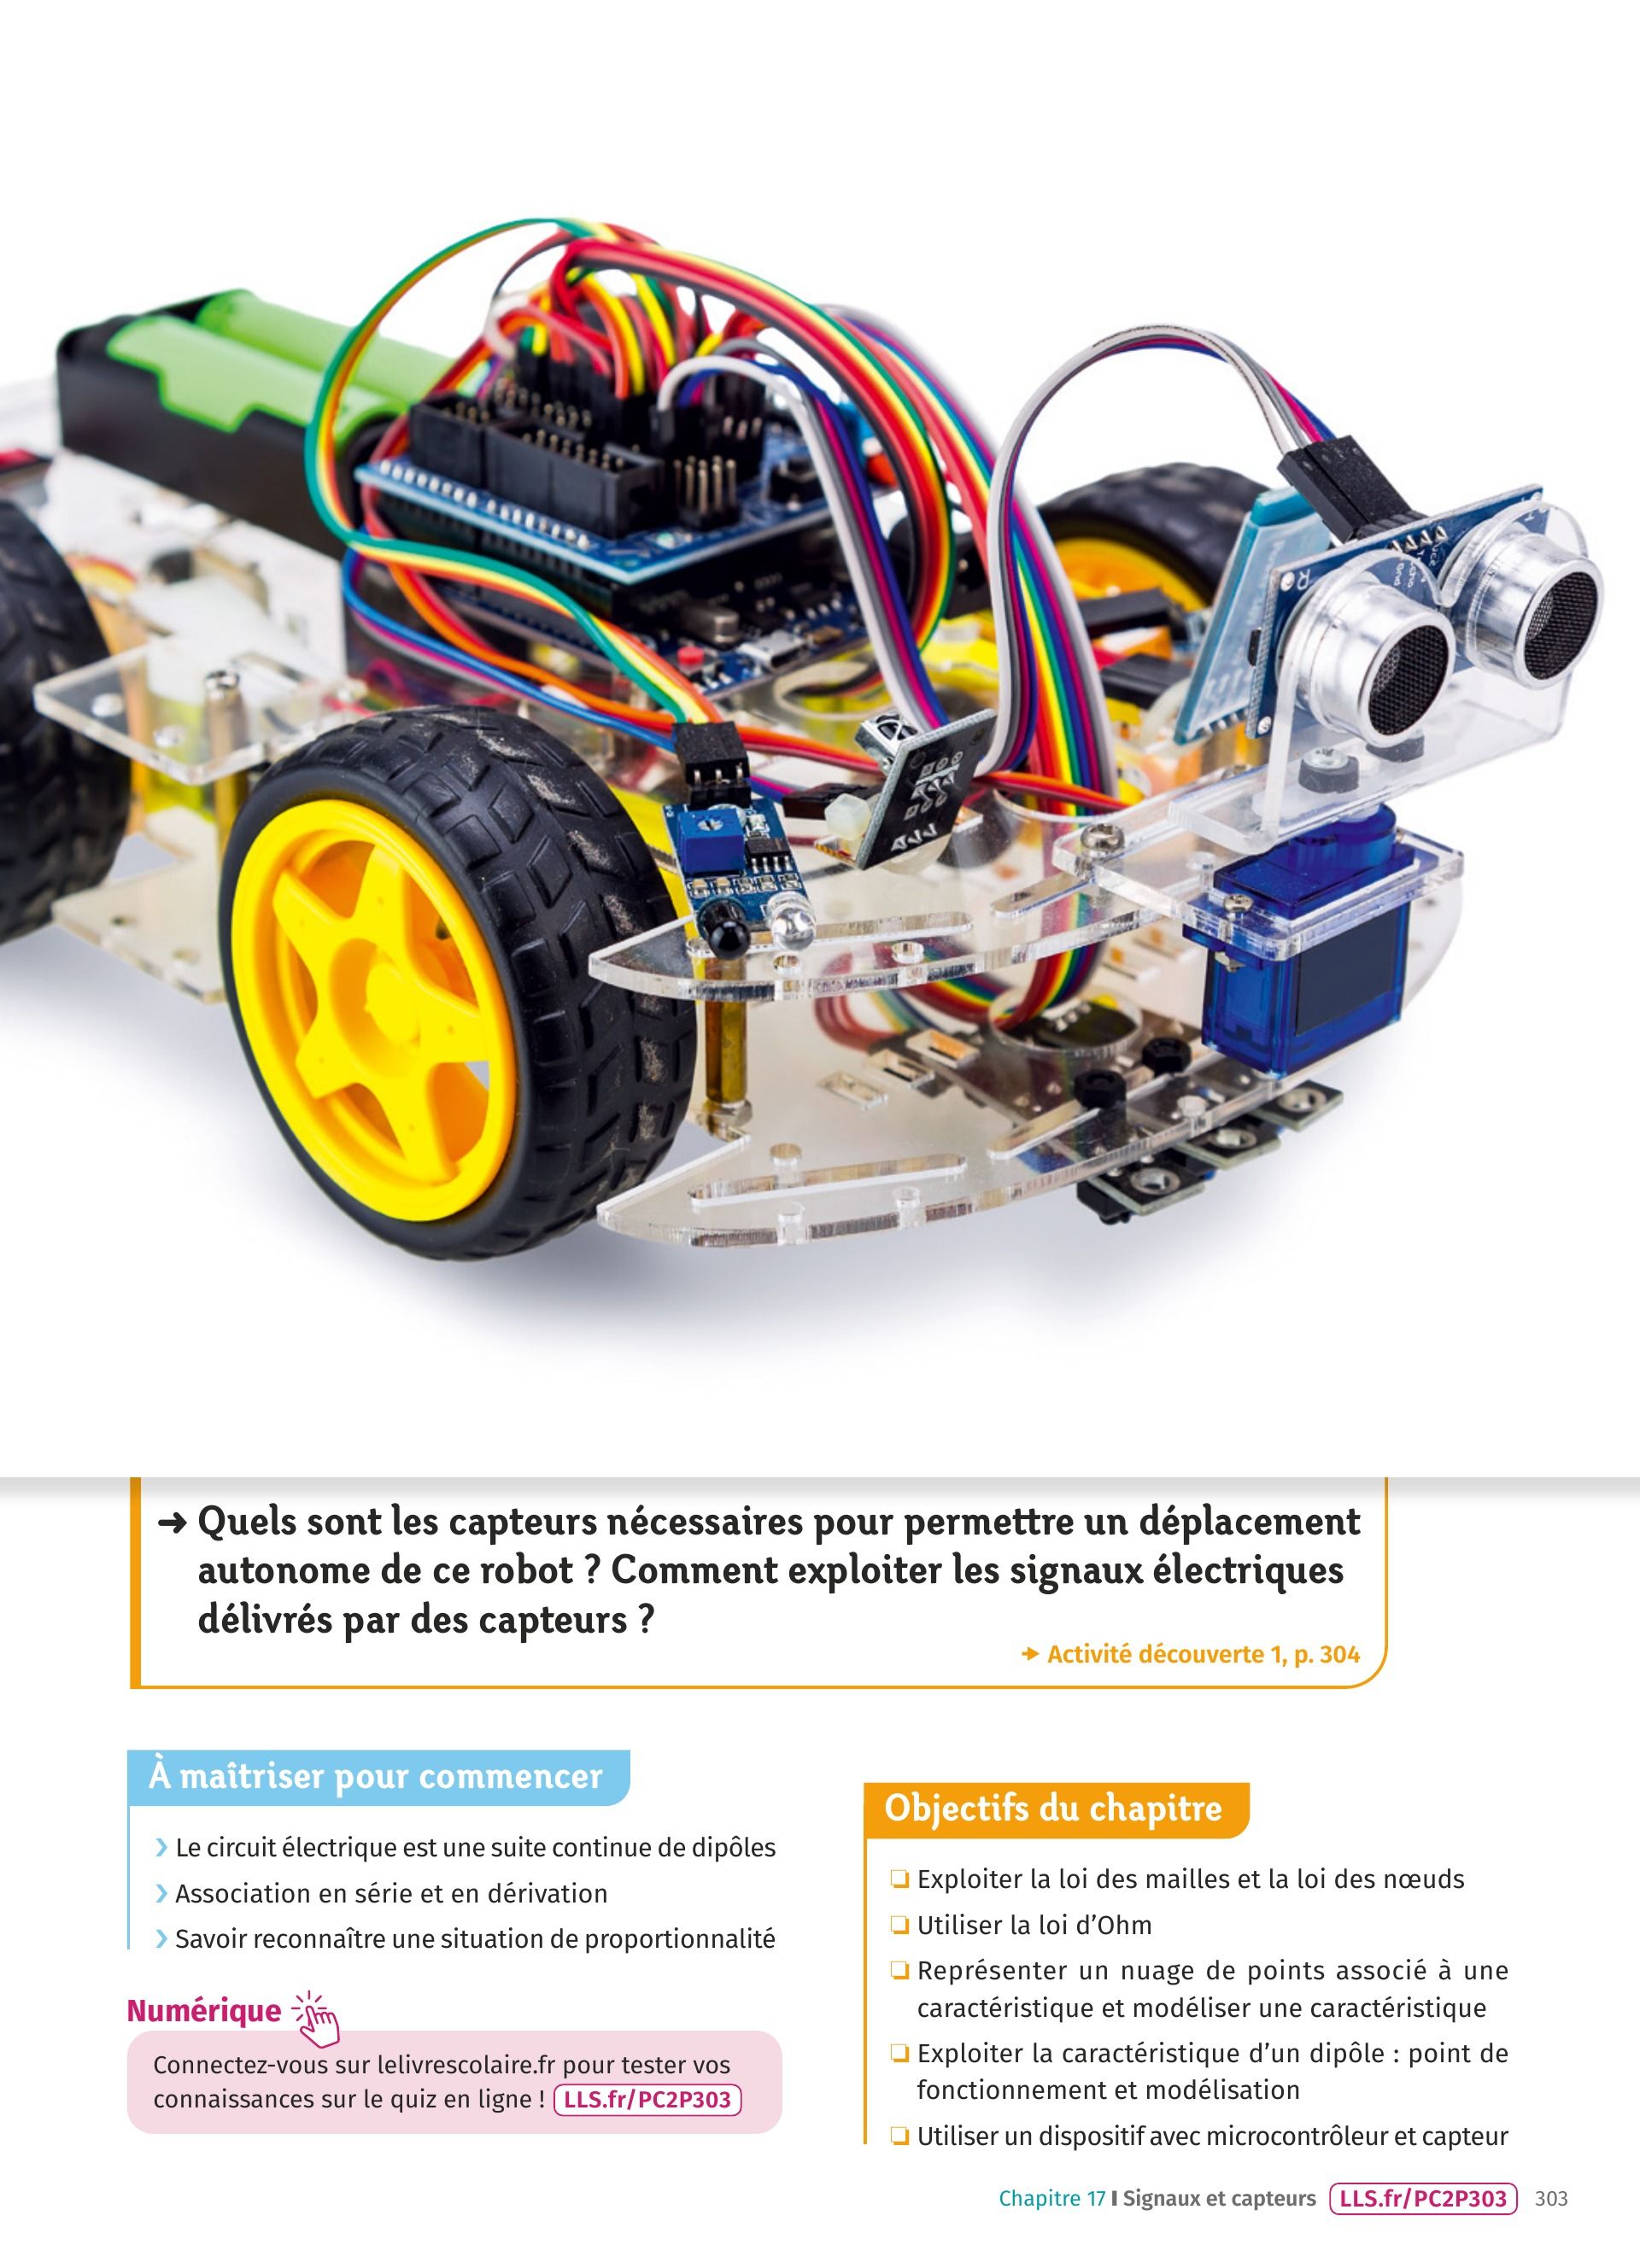 ➜ Quels sont les capteurs nécessaires pour permettre un déplacement
autonome de ce robot ? Comment exploiter les signaux électriques
délivrés par des capteurs ?
➜ Activité découverte 1, p. 304
À maîtriser pour commencer
› Le circuit électrique est une suite continue de dipôles
› Association en série et en dérivation
› Savoir reconnaître une situation de proportionnalité
Numérique
Connectez-vous sur lelivrescolaire.fr pour tester vos
connaissances sur le quiz en ligne ! LLS.fr/PC2P303
Objectifs du chapitre
❏ Exploiter la loi des mailles et la loi des nœuds
❏ Utiliser la loi d'Ohm
❏ Représenter un nuage de points associé à une
caractéristique et modéliser une caractéristique
❏ Exploiter la caractéristique d'un dipôle : point de
fonctionnement et modélisation
❏ Utiliser un dispositif avec microcontrôleur et capteur
Chapitre 17 I Signaux et capteurs LLS.fr/PC2P303 303